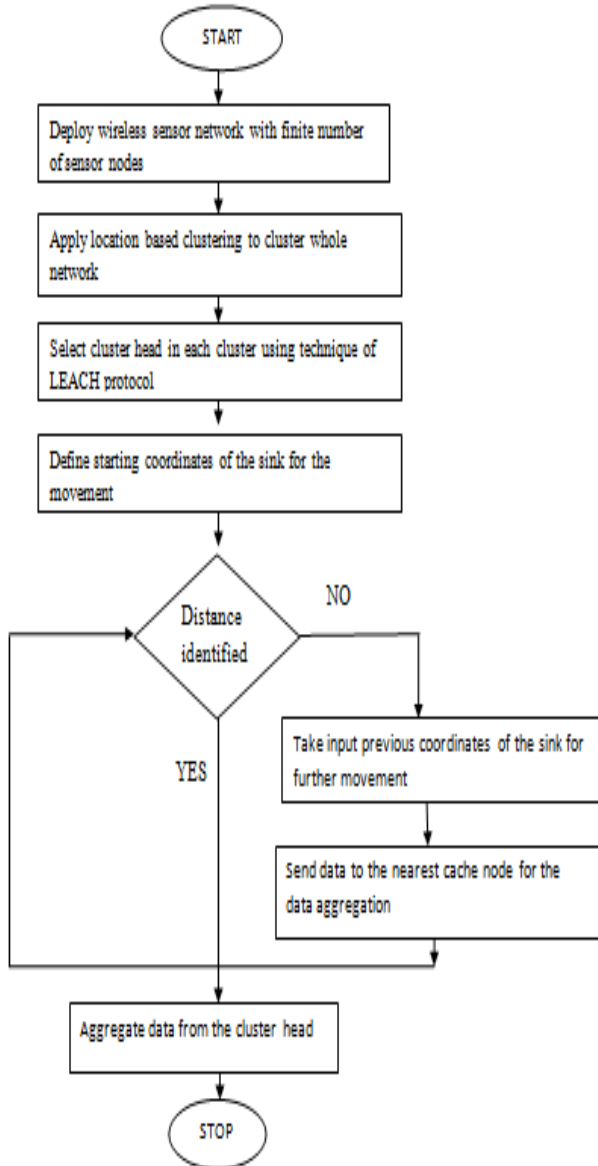 START
Deploy wireless sensor network with finite number
of sensor nodes
Apply location based clustering to cluster whole
network
Select cluster head in each cluster using technique of
LEACH protocol
Define starting coordinates of the sink for the
movement
Distance
identified
NO
Take input previous coordinates of the sink for
further movement
YES
Send data to the nearest cache node for the
data aggregation
Aggregate data from the cluster head
STOP